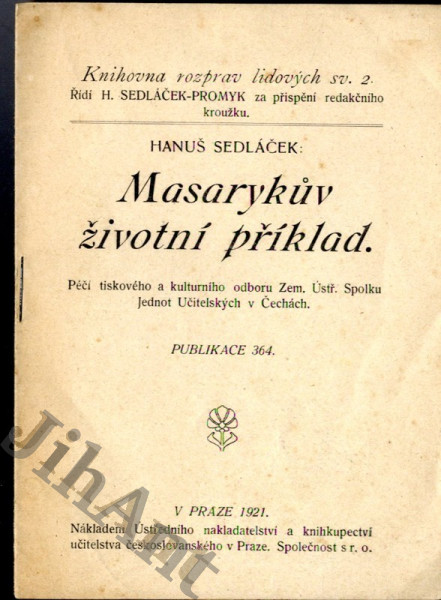 Knihovna rozprav lidových sv. 2.
Řídí H. SEDLÁČEK-PROMYK za přispění redakčního
kroužku.
HANUŠ SEDLÁČEK:
Masarykův
životní příklad.
Péčí tiskového a kulturního odboru Zem. Ústř. Spolku
Jednot Učitelských v Čechách.
PUBLIKACE 364.
V PRAZE 1921.
Nákladem Ústředního nakladatelství a knihkupectví
učitelstva českoslovanského v Praze. Společnost s r. o.
JihAnt